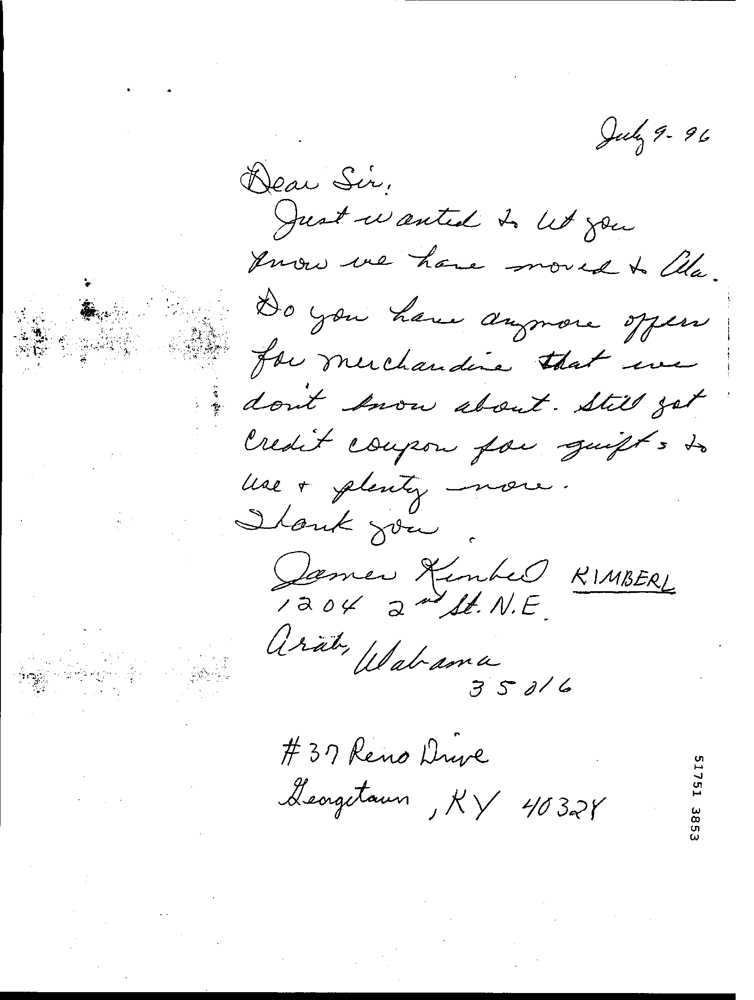 July 9-96
Dear Sir:
Just wanted to let you
know we have moved to Ala.
Do you have anymore offers
for merchandise that we
don't know about. Still got
credit coupon for guifts to
use + plenty more.
Thank you
James Kimberl KIMBERL
1204 2nd St. N.E.
Arab, Alabama
35016
#37 Reno Drive
Georgetown, KY 40324
51751 3853